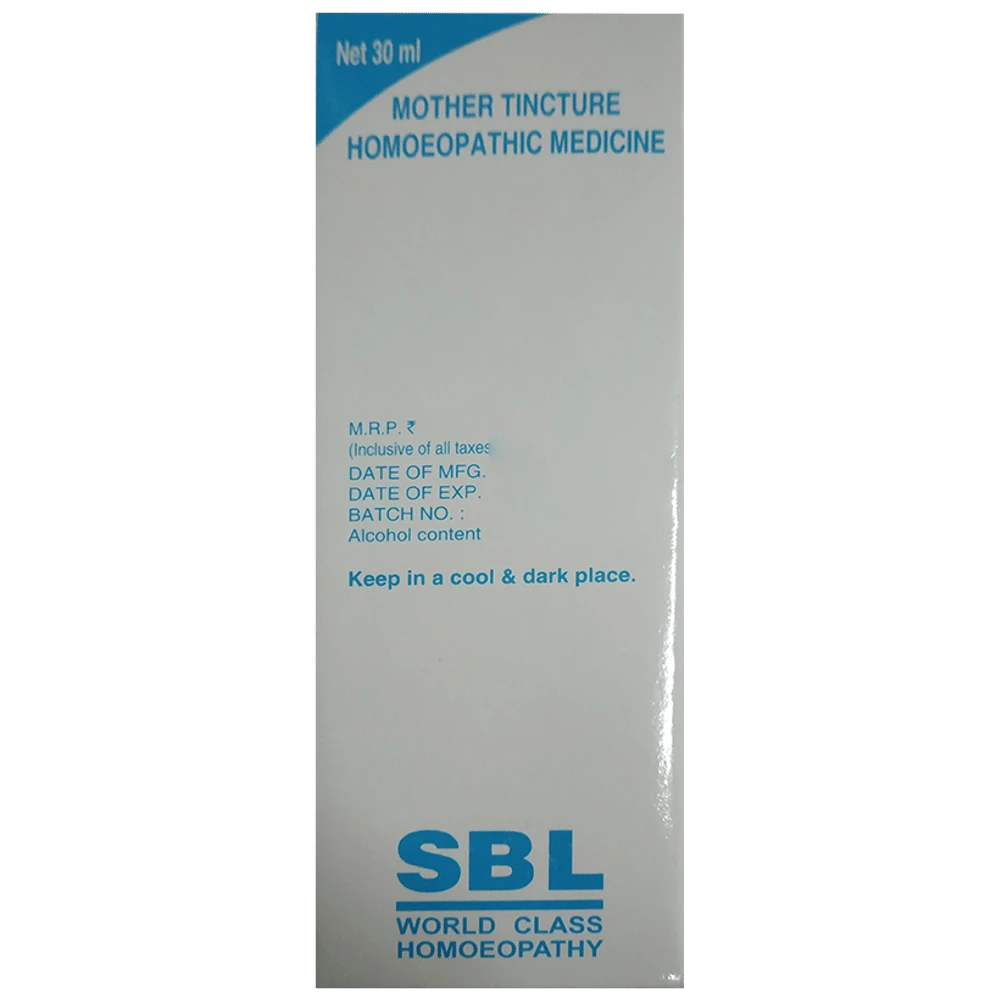 Net 30 ml
MOTHER TINCTURE
HOMOEOPATHIC MEDICINE
M.R.P. ₹
(Inclusive of all taxes
DATE OF MFG.
DATE OF EXP.
BATCH NO. :
Alcohol content
Keep in a cool & dark place.
SBL
WORLD CLASS
HOMOEOPATHY